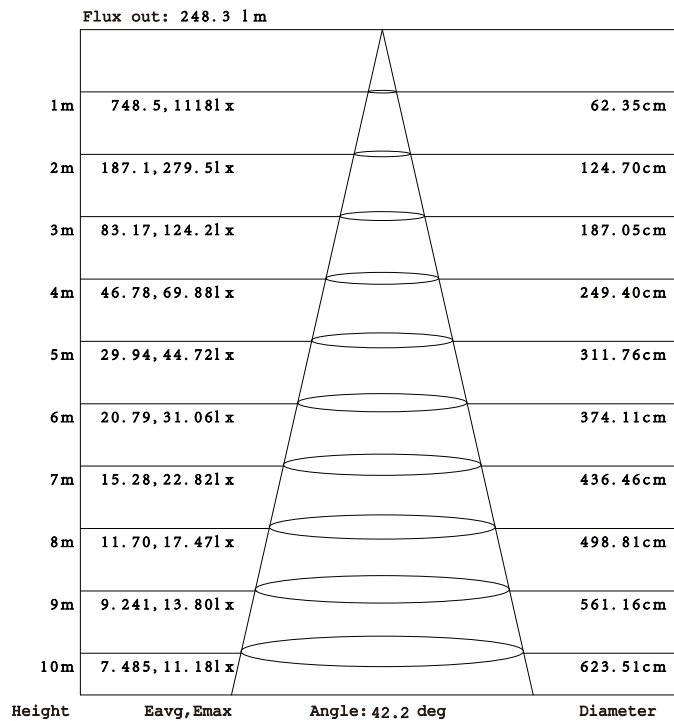 Flux out: 248.3 lm
1m 748.5,1118lx 62.35cm
2m 187.1,279.5lx 124.70cm
3m 83.17,124.2lx 187.05cm
4m 46.78,69.88lx 249.40cm
5m 29.94,44.72lx 311.76cm
6m 20.79,31.06lx 374.11cm
7m 15.28,22.82lx 436.46cm
8m 11.70,17.47lx 498.81cm
9m 9.241,13.80lx 561.16cm
10m 7.485,11.18lx 623.51cm
Height Eavg,Emax Angle: 42.2 deg Diameter